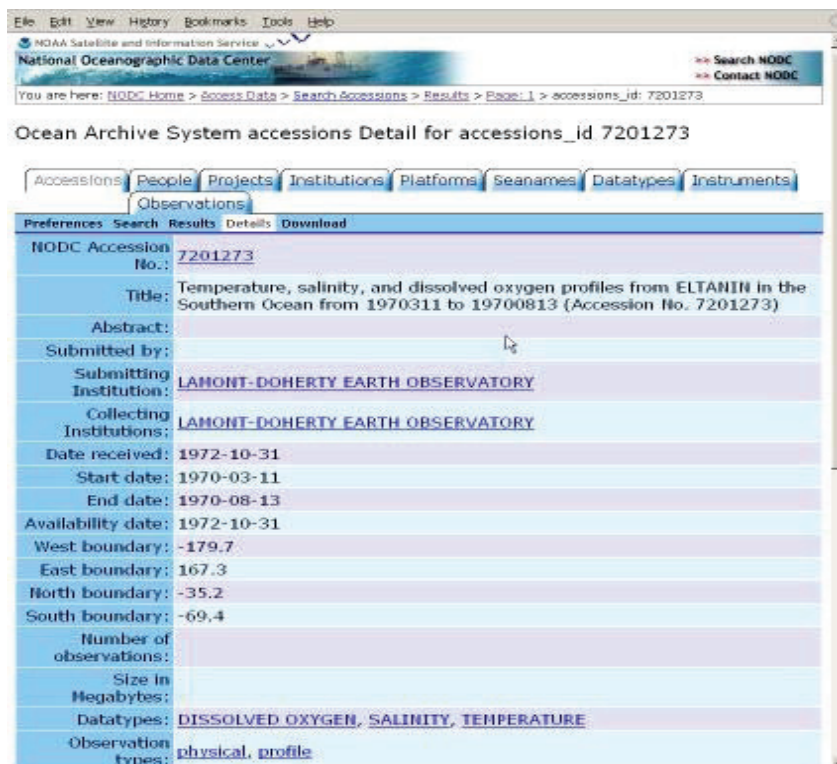 File Edit View History Bookmarks Tools Help
NOAA Satellite and Information Service
National Oceanographic Data Center
>> Search NODC
>> Contact NODC
You are here: NODC Home > Access Data > Search Accessions > Results > Page: 1 > accessions_id: 7201273
Ocean Archive System accessions Detail for accessions_id 7201273
Accessions People Projects Institutions Platforms Seanames Datatypes Instruments
Observations
Preferences Search Results Details Download
NODC Accession No.: 7201273
Title: Temperature, salinity, and dissolved oxygen profiles from ELTANIN in the
Southern Ocean from 1970311 to 19700813 (Accession No. 7201273)
Abstract:
Submitted by:
Submitting Institution: LAMONT-DOHERTY EARTH OBSERVATORY
Collecting Institutions: LAMONT-DOHERTY EARTH OBSERVATORY
Date received: 1972-10-31
Start date: 1970-03-11
End date: 1970-08-13
Availability date: 1972-10-31
West boundary: -179.7
East boundary: 167.3
North boundary: -35.2
South boundary: -69.4
Number of observations:
Size in Megabytes:
Datatypes: DISSOLVED OXYGEN, SALINITY, TEMPERATURE
Observation types: physical, profile